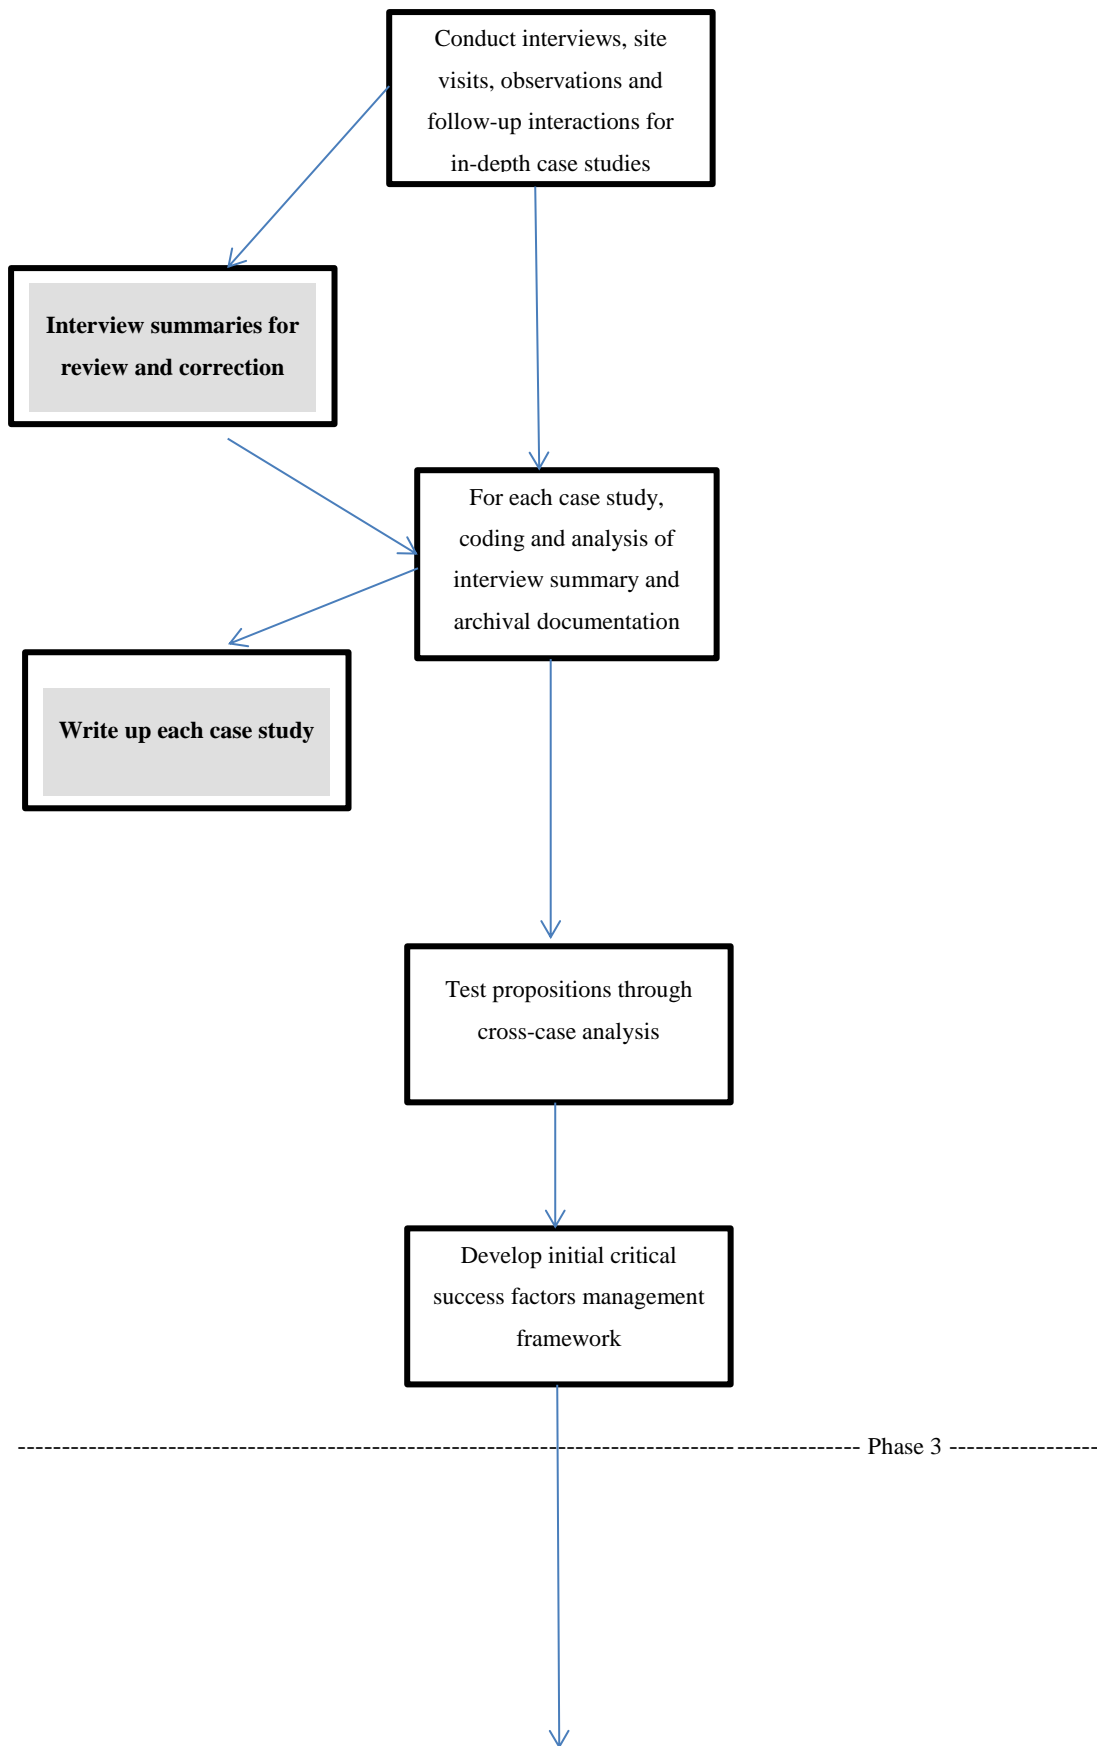 Conduct interviews, site
visits, observations and
follow-up interactions for
in-depth case studies
Interview summaries for
review and correction
For each case study,
coding and analysis of
interview summary and
archival documentation
Write up each case study
Test propositions through
cross-case analysis
Develop initial critical
success factors management
framework
Phase 3